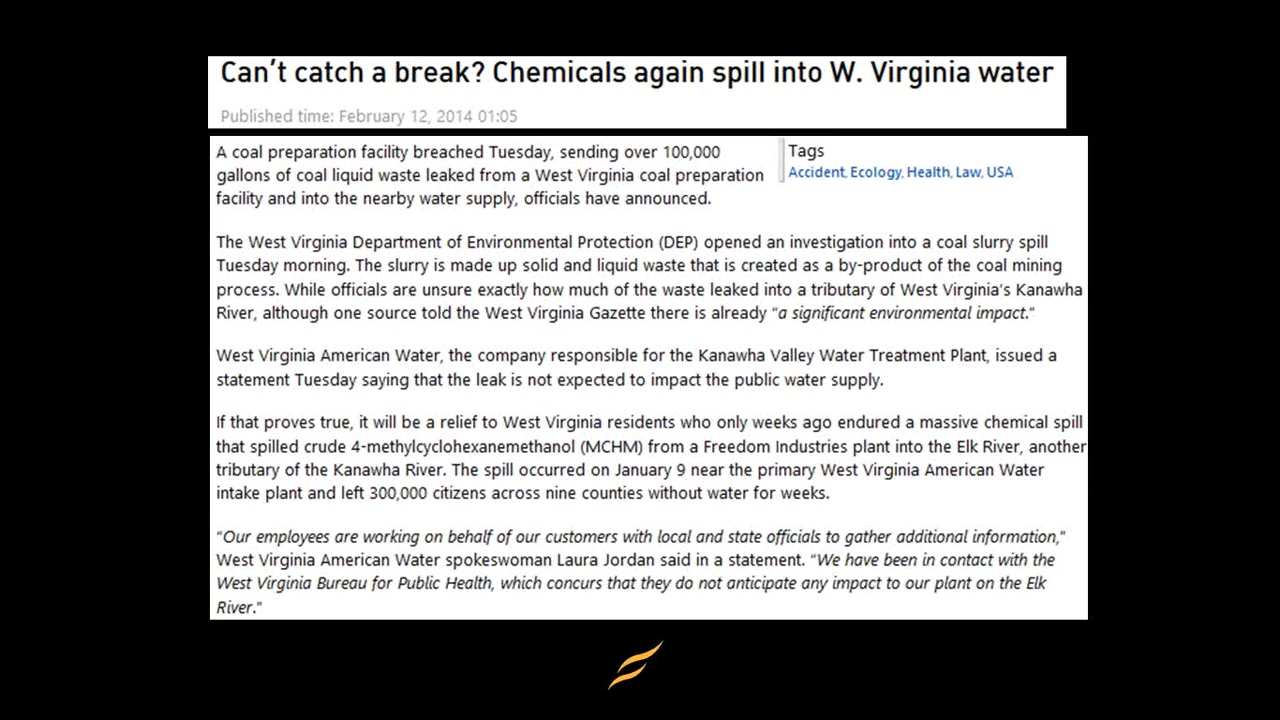 Can't catch a break? Chemicals again spill into W. Virginia water
Published time: February 12, 2014 01:05
A coal preparation facility breached Tuesday, sending over 100,000
gallons of coal liquid waste leaked from a West Virginia coal preparation
facility and into the nearby water supply, officials have announced.
Tags
Accident, Ecology, Health, Law, USA
The West Virginia Department of Environmental Protection (DEP) opened an investigation into a coal slurry spill
Tuesday morning. The slurry is made up solid and liquid waste that is created as a by-product of the coal mining
process. While officials are unsure exactly how much of the waste leaked into a tributary of West Virginia's Kanawha
River, although one source told the West Virginia Gazette there is already "a significant environmental impact."
West Virginia American Water, the company responsible for the Kanawha Valley Water Treatment Plant, issued a
statement Tuesday saying that the leak is not expected to impact the public water supply.
If that proves true, it will be a relief to West Virginia residents who only weeks ago endured a massive chemical spill
that spilled crude 4-methylcyclohexanemethanol (MCHM) from a Freedom Industries plant into the Elk River, another
tributary of the Kanawha River. The spill occurred on January 9 near the primary West Virginia American Water
intake plant and left 300,000 citizens across nine counties without water for weeks.
"Our employees are working on behalf of our customers with local and state officials to gather additional information,"
West Virginia American Water spokeswoman Laura Jordan said in a statement. "We have been in contact with the
West Virginia Bureau for Public Health, which concurs that they do not anticipate any impact to our plant on the Elk
River."